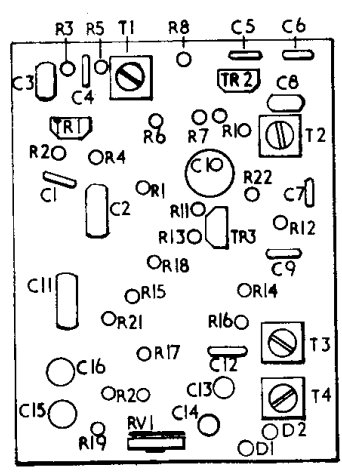 R3 R5 T1 R8 C5 C6
C3 C4 TR2 C8
TR1 R6 R7 R10 T2
R2 R4 C10
C1 C2 R1 R22 C7
R11 R12
R13 TR3
R18 C9
C11 R15 R14
R21 R16
R17 C12 T3
C16 C13
R2 T4
C15 RV1 C14 D2
R19 D1